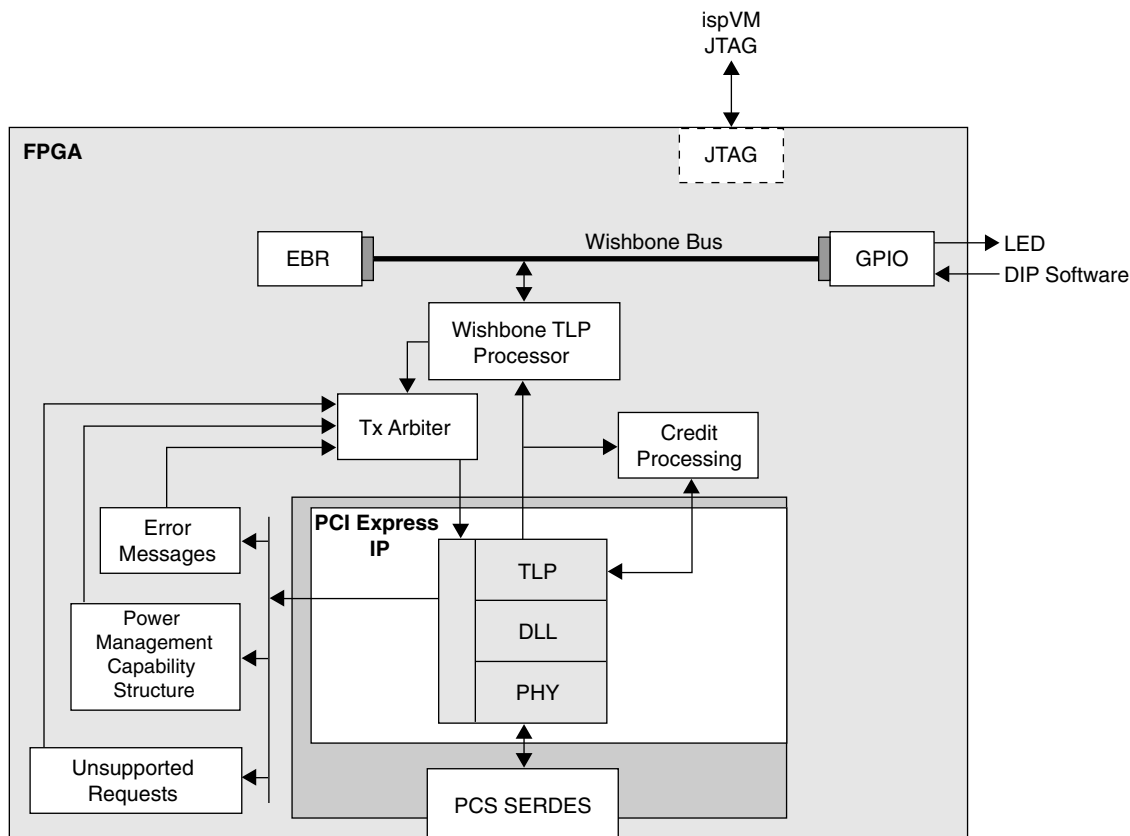 ispVM
JTAG
FPGA
JTAG
Wishbone Bus
EBR
GPIO
LED
DIP Software
Wishbone TLP
Processor
Tx Arbiter
Credit
Processing
PCI Express
IP
Error
Messages
TLP
Power
Management
Capability
Structure
DLL
PHY
Unsupported
Requests
PCS SERDES